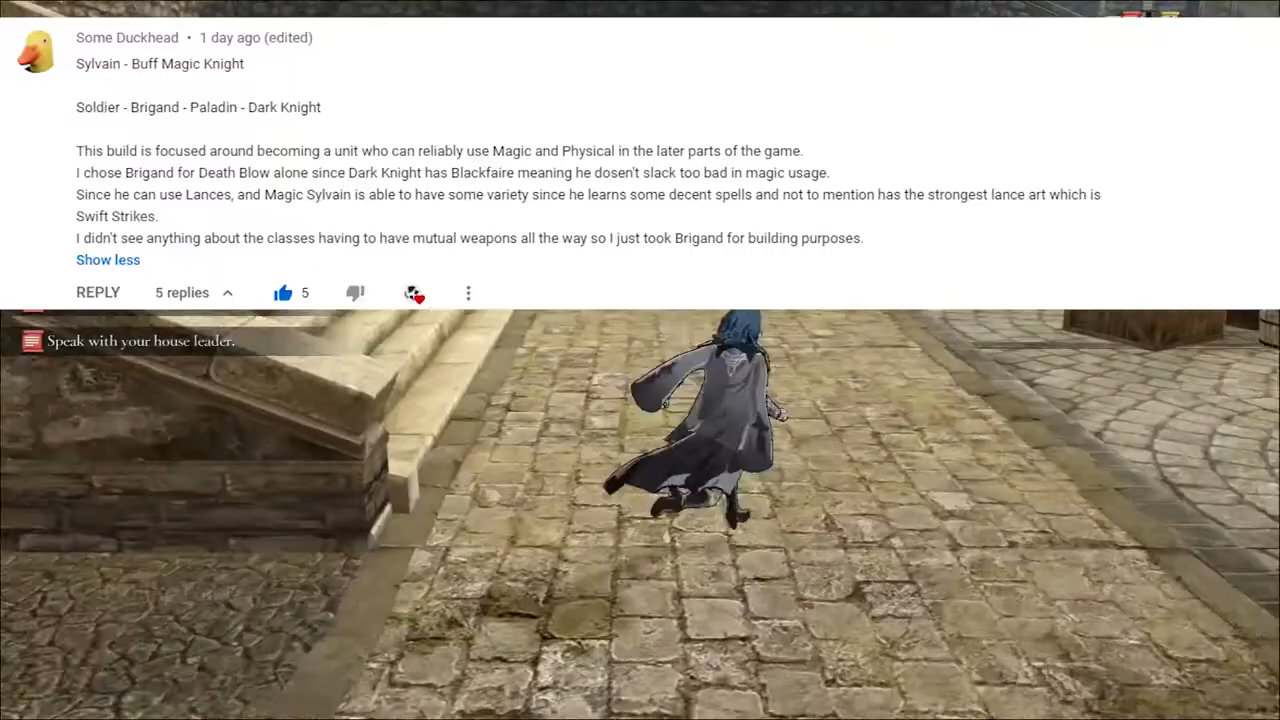 Some Duckhead • 1 day ago (edited)
Sylvain - Buff Magic Knight
Soldier - Brigand - Paladin - Dark Knight
This build is focused around becoming a unit who can reliably use Magic and Physical in the later parts of the game.
I chose Brigand for Death Blow alone since Dark Knight has Blackfaire meaning he dosen't slack too bad in magic usage.
Since he can use Lances, and Magic Sylvain is able to have some variety since he learns some decent spells and not to mention has the strongest lance art which is
Swift Strikes.
I didn't see anything about the classes having to have mutual weapons all the way so I just took Brigand for building purposes.
Show less
REPLY 5 replies 5
Speak with your house leader.